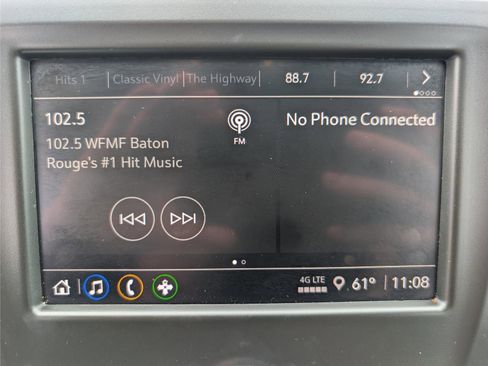 Hits 1 Classic Vinyl The Highway 88.7 92.7
102.5
FM
No Phone Connected
102.5 WFMF Baton
Rouge's #1 Hit Music
4G LTE 61° 11:08